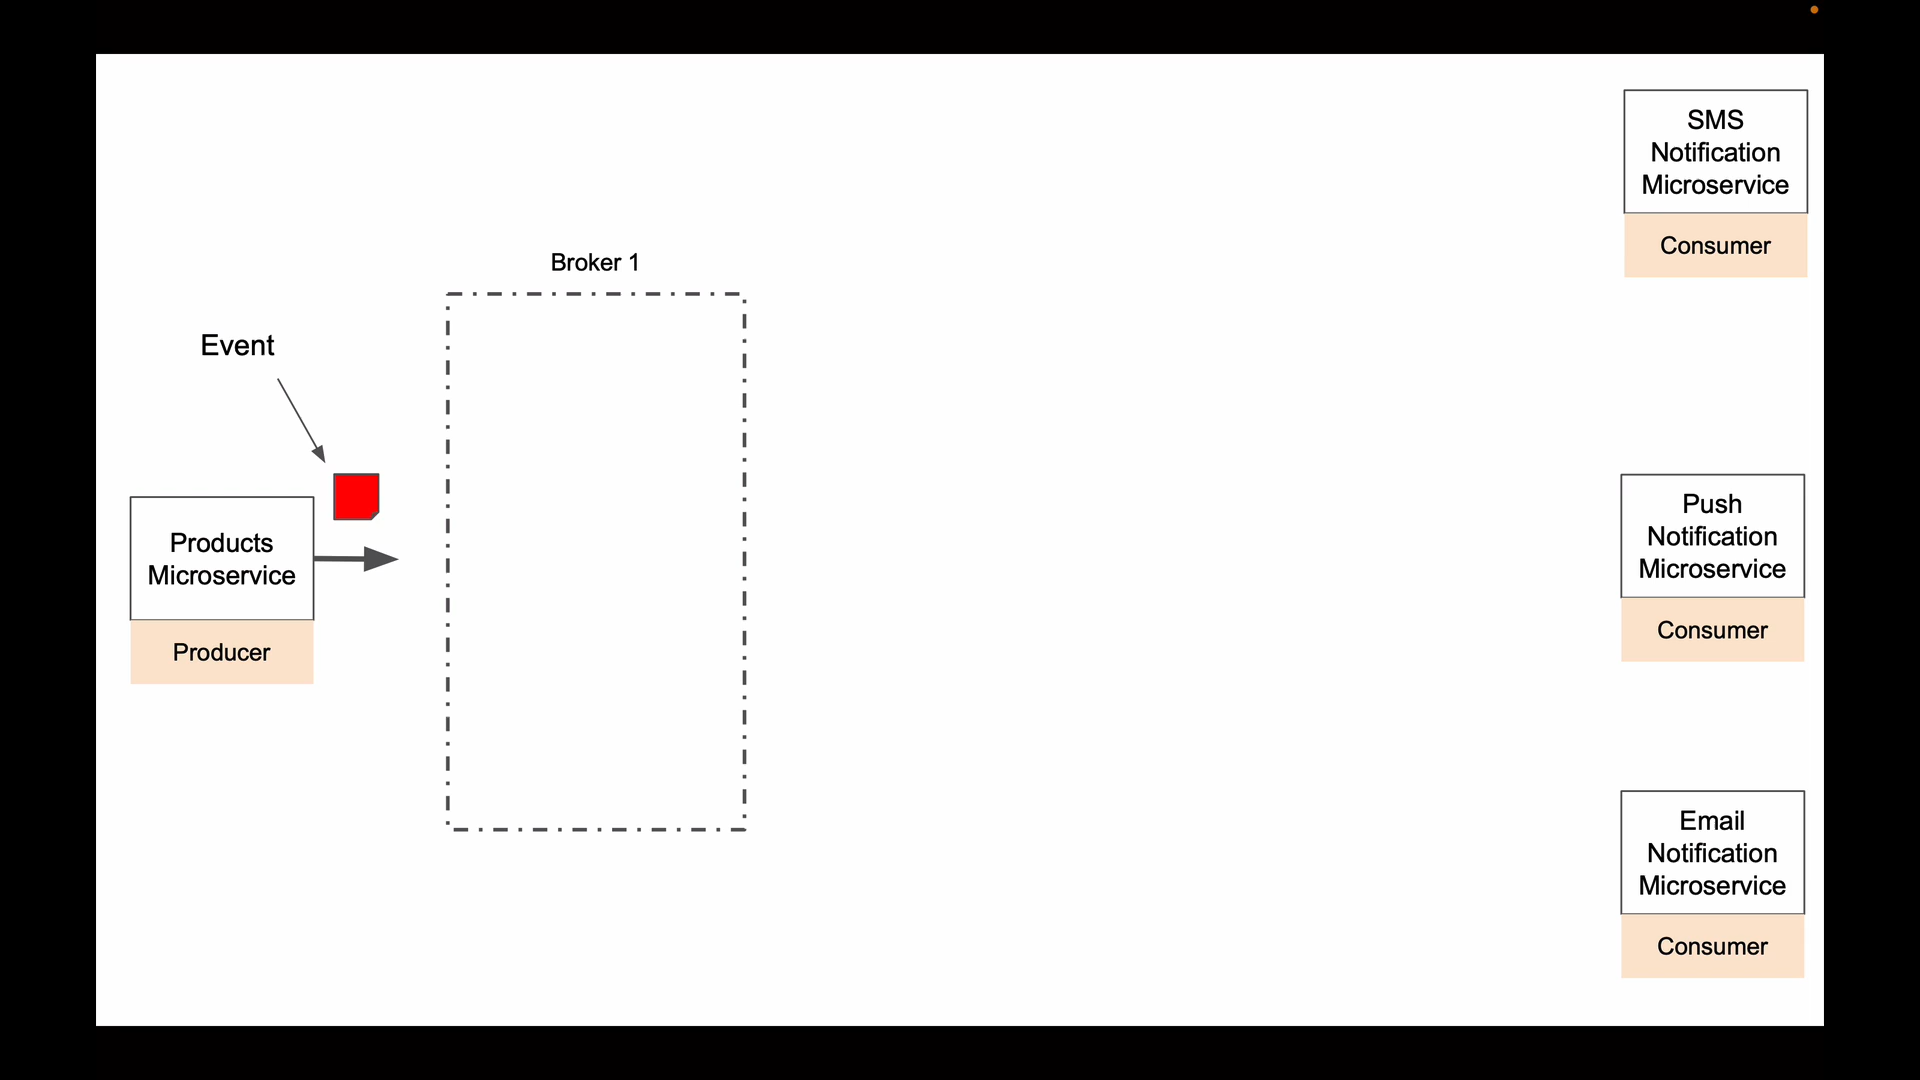 SMS
Notification
Microservice
Consumer
Broker 1
Event
Products
Microservice
Producer
Push
Notification
Microservice
Consumer
Email
Notification
Microservice
Consumer